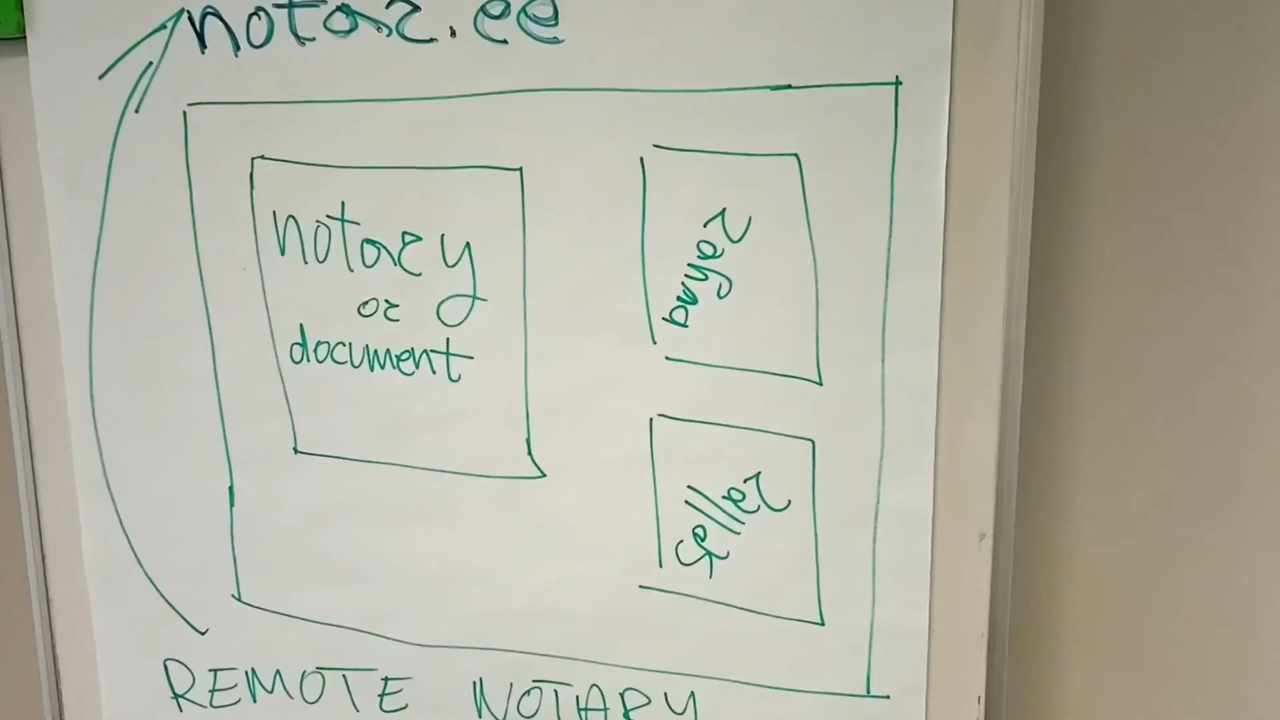 notar.ee
notary
or
document
buyer
seller
REMOTE NOTARY